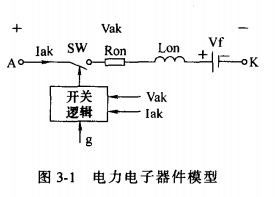 + Vak −
Iak SW Ron Lon Vf
A + K
开关
逻辑
Vak
Iak
g
图 3-1 电力电子器件模型